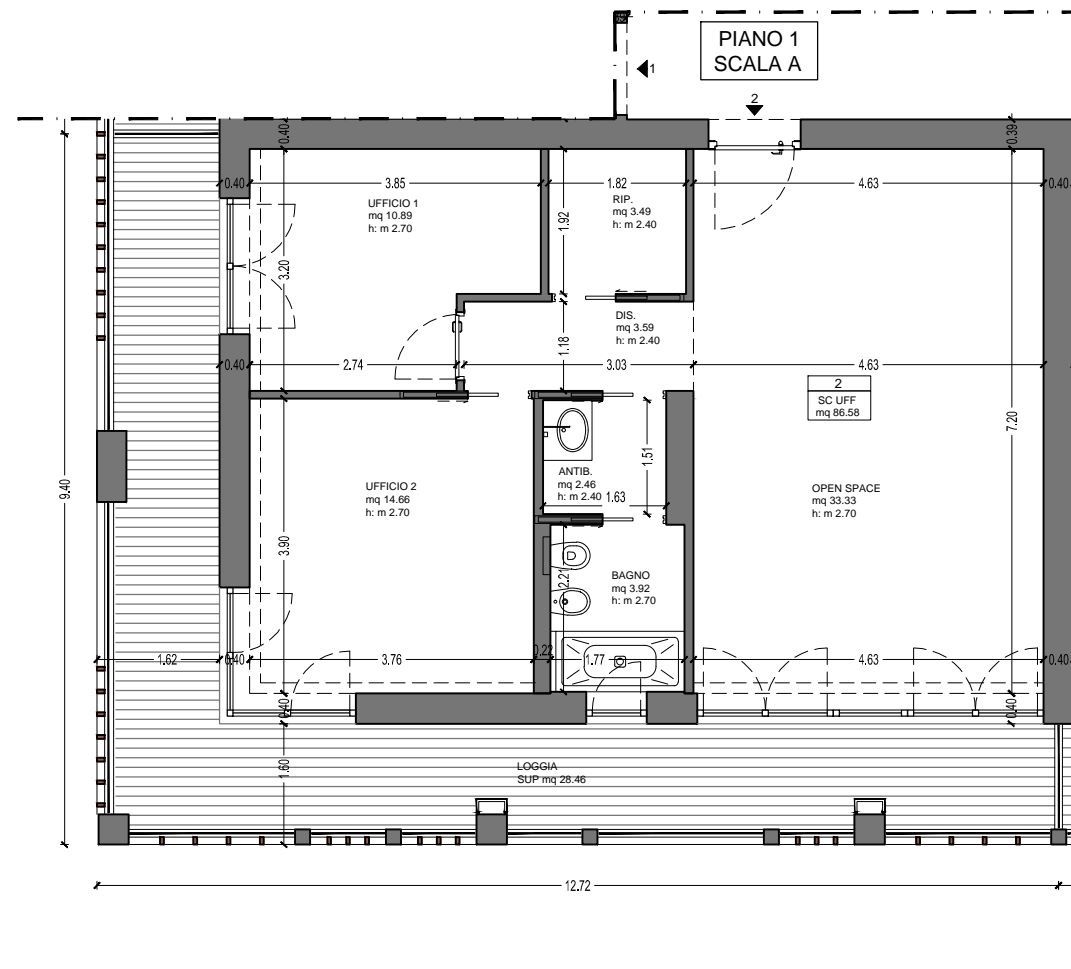 PIANO 1
SCALA A
1
2
0.40
0.39
0.40
3.85
1.82
4.63
0.40
UFFICIO 1
mq 10.89
h: m 2.70
RIP.
mq 3.49
h: m 2.40
1.92
3.20
DIS.
mq 3.59
h: m 2.40
1.18
0.40
2.74
3.03
4.63
2
SC UFF
mq 86.58
7.20
9.40
UFFICIO 2
mq 14.66
h: m 2.70
ANTIB.
mq 2.46
h: m 2.40
1.63
1.51
OPEN SPACE
mq 33.33
h: m 2.70
3.90
2.21
BAGNO
mq 3.92
h: m 2.70
1.62
0.40
3.76
0.22
1.77
4.63
0.40
0.40
0.40
1.60
LOGGIA
SUP mq 28.46
12.72